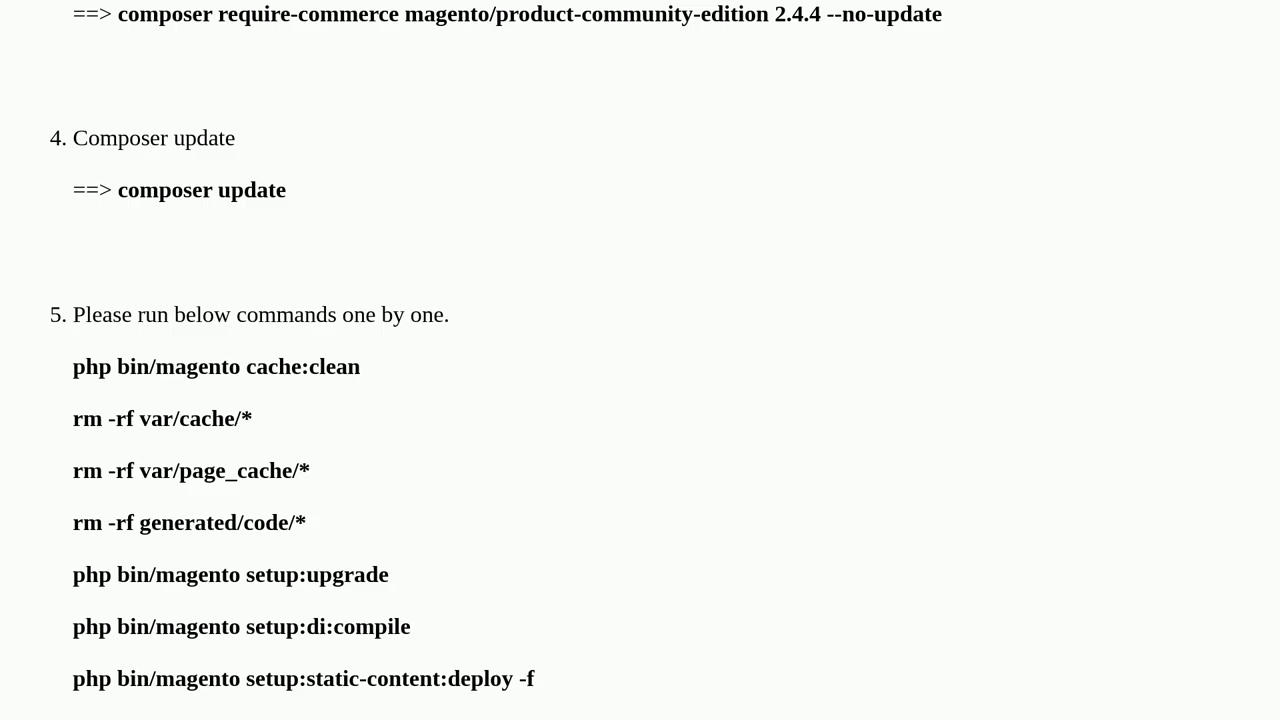 ==> composer require-commerce magento/product-community-edition 2.4.4 --no-update
4. Composer update
==> composer update
5. Please run below commands one by one.
php bin/magento cache:clean
rm -rf var/cache/*
rm -rf var/page_cache/*
rm -rf generated/code/*
php bin/magento setup:upgrade
php bin/magento setup:di:compile
php bin/magento setup:static-content:deploy -f